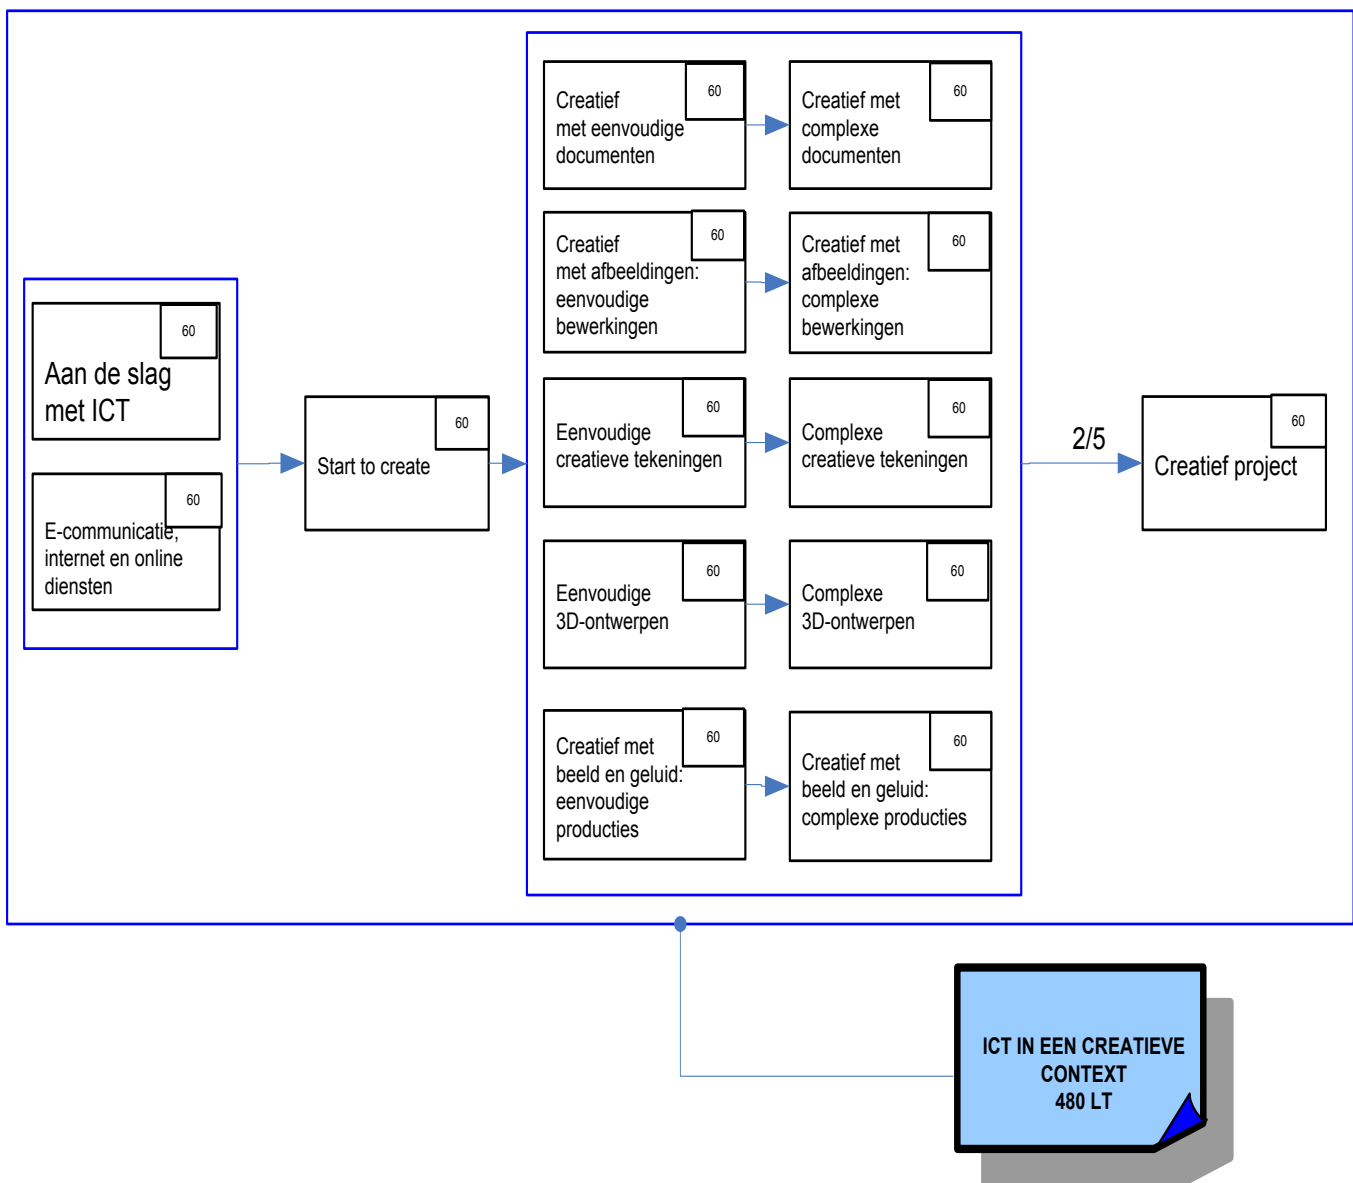 60
Aan de slag
met ICT
60
E-communicatie,
internet en online
diensten
60
Start to create
60
Creatief
met eenvoudige
documenten
60
Creatief met
complexe
documenten
60
Creatief
met afbeeldingen:
eenvoudige
bewerkingen
60
Creatief met
afbeeldingen:
complexe
bewerkingen
60
Eenvoudige
creatieve tekeningen
60
Complexe
creatieve tekeningen
60
Eenvoudige
3D-ontwerpen
60
Complexe
3D-ontwerpen
60
Creatief met
beeld en geluid:
eenvoudige
producties
60
Creatief met
beeld en geluid:
complexe producties
2/5
60
Creatief project
ICT IN EEN CREATIEVE
CONTEXT
480 LT